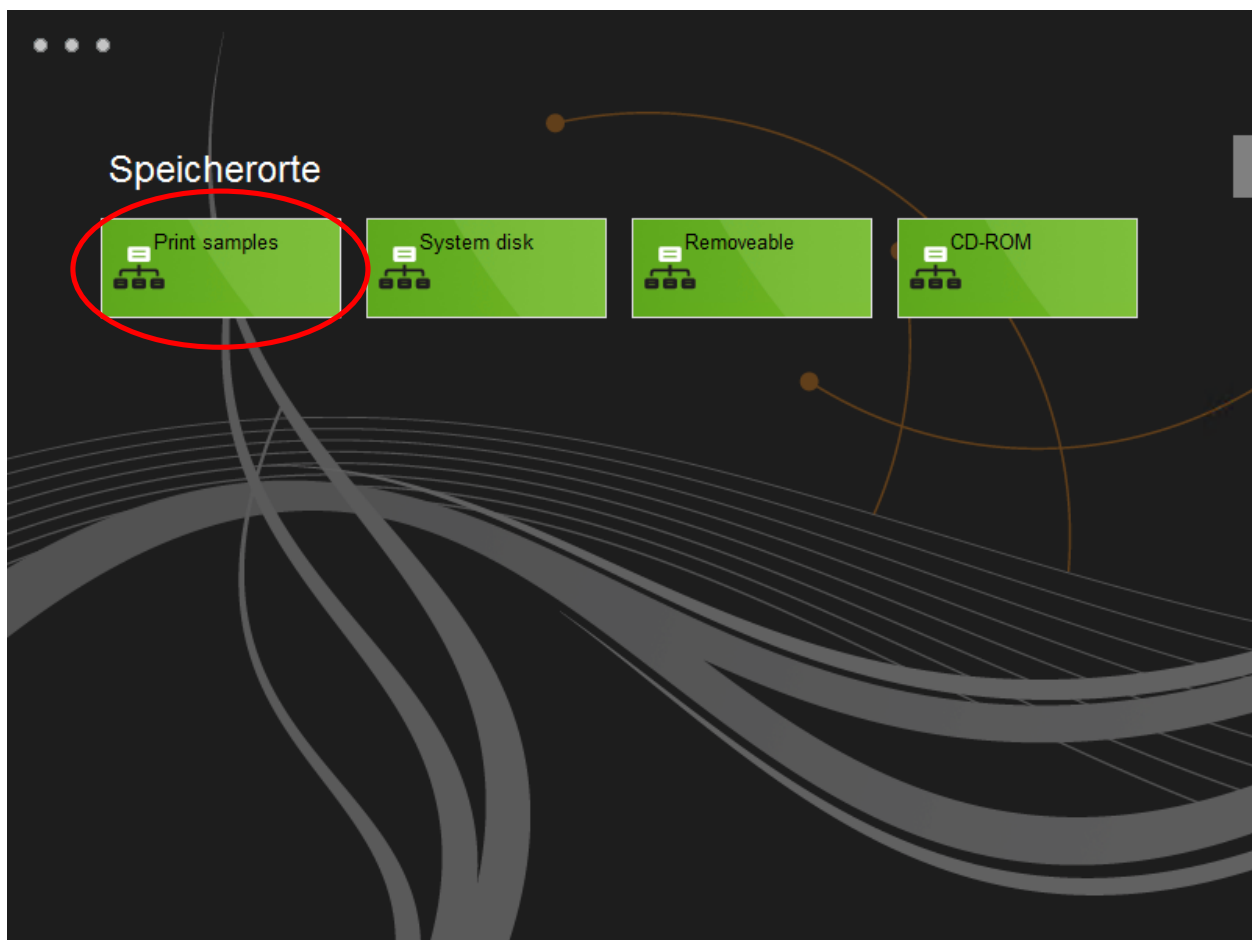 Speicherorte
Print samples
System disk
Removeable
CD-ROM